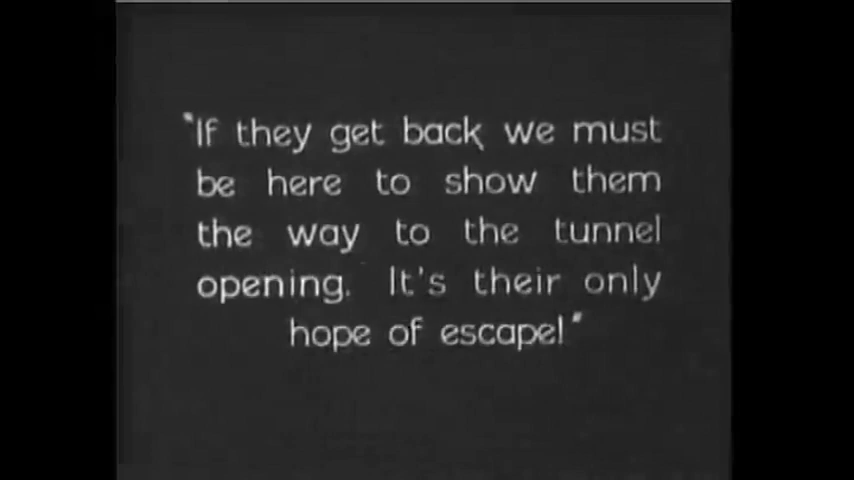 "If they get back we must
be here to show them
the way to the tunnel
opening. It's their only
hope of escape!"